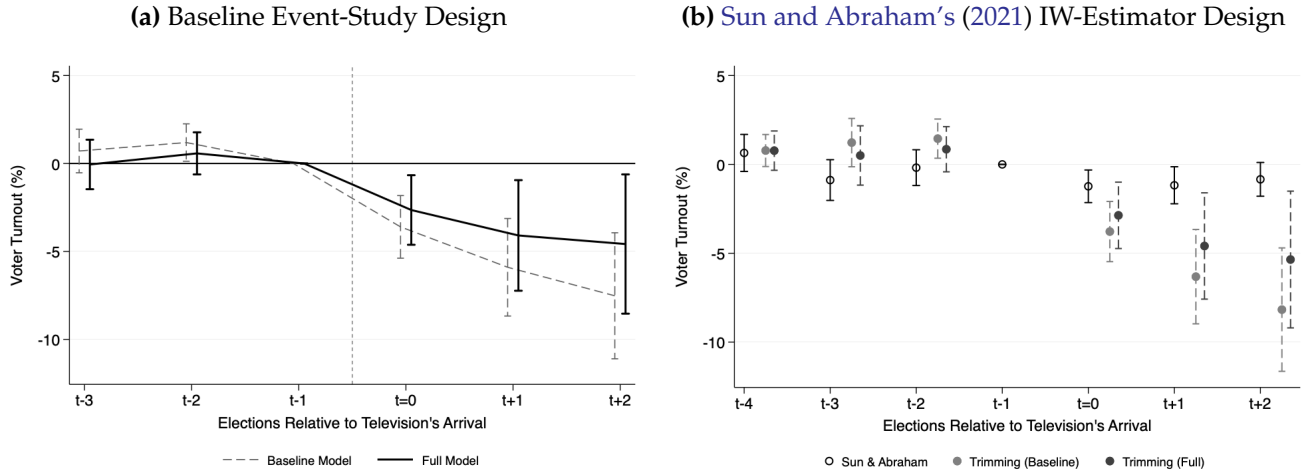 (a) Baseline Event-Study Design
5
0
-5
-10
Voter Turnout (%)
t-3 t-2 t-1 t=0 t+1 t+2
Elections Relative to Television's Arrival
Baseline Model Full Model
(b) Sun and Abraham's (2021) IW-Estimator Design
5
0
-5
-10
Voter Turnout (%)
t-4 t-3 t-2 t-1 t=0 t+1 t+2
Elections Relative to Television's Arrival
Sun & Abraham Trimming (Baseline) Trimming (Full)